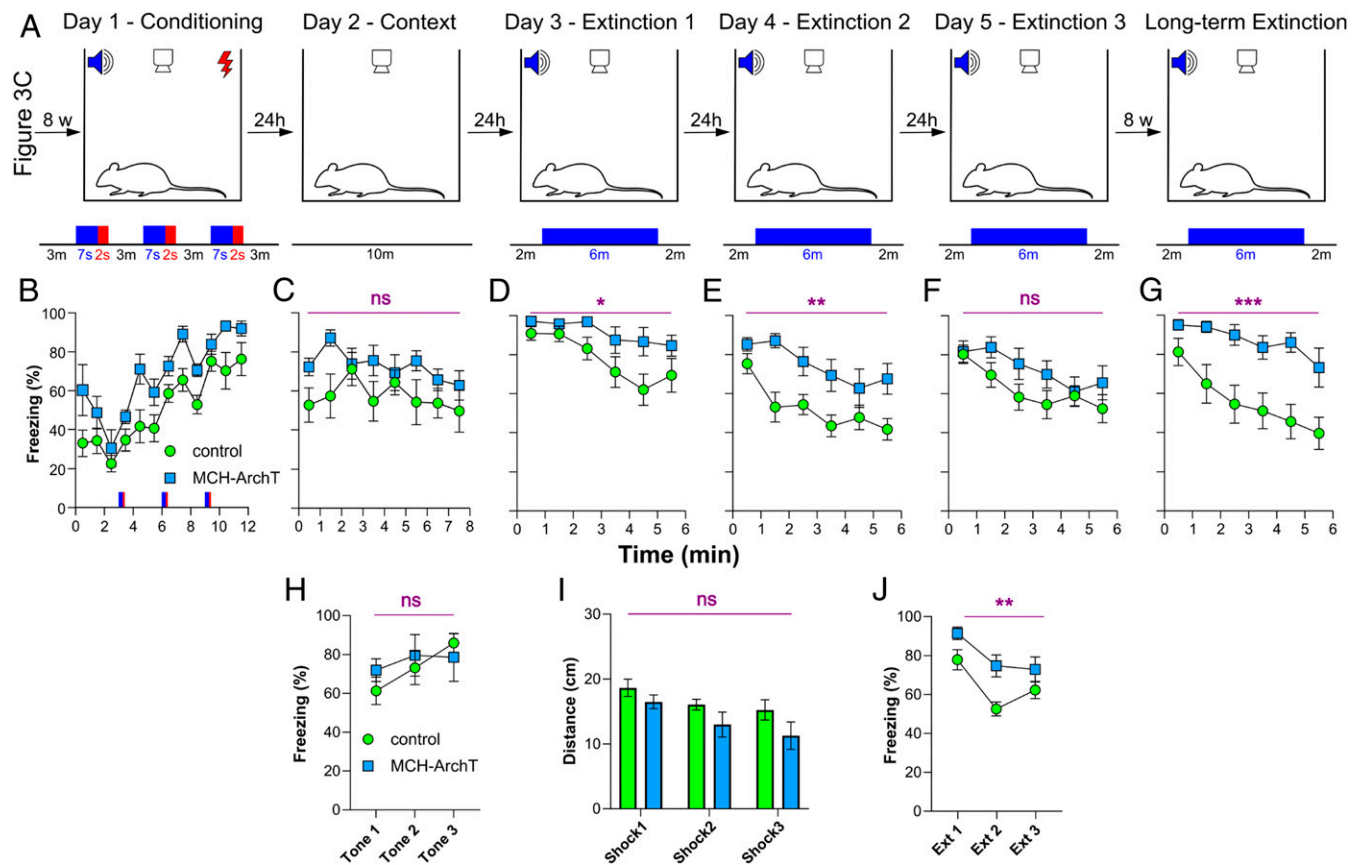 A
Day 1 - Conditioning
Day 2 - Context
Day 3 - Extinction 1
Day 4 - Extinction 2
Day 5 - Extinction 3
Long-term Extinction
Figure 3C
8 w
24h
24h
24h
24h
8 w
3m 7s 2s 3m 7s 2s 3m 7s 2s 3m
10m
2m 6m 2m
2m 6m 2m
2m 6m 2m
2m 6m 2m
B
Freezing (%)
100
80
60
40
20
0
control
MCH-ArchT
0 2 4 6 8 10 12
C
ns
0 1 2 3 4 5 6 7 8
D
*
0 1 2 3 4 5 6
E
**
0 1 2 3 4 5 6
F
ns
0 1 2 3 4 5 6
G
***
0 1 2 3 4 5 6
Time (min)
H
ns
Freezing (%)
100
80
60
80
20
0
control
MCH-ArchT
Tone 1
Tone 2
Tone 3
I
ns
Distance (cm)
30
20
10
0
Shock1
Shock2
Shock3
J
**
Freezing (%)
100
80
60
80
20
0
Ext 1
Ext 2
Ext 3